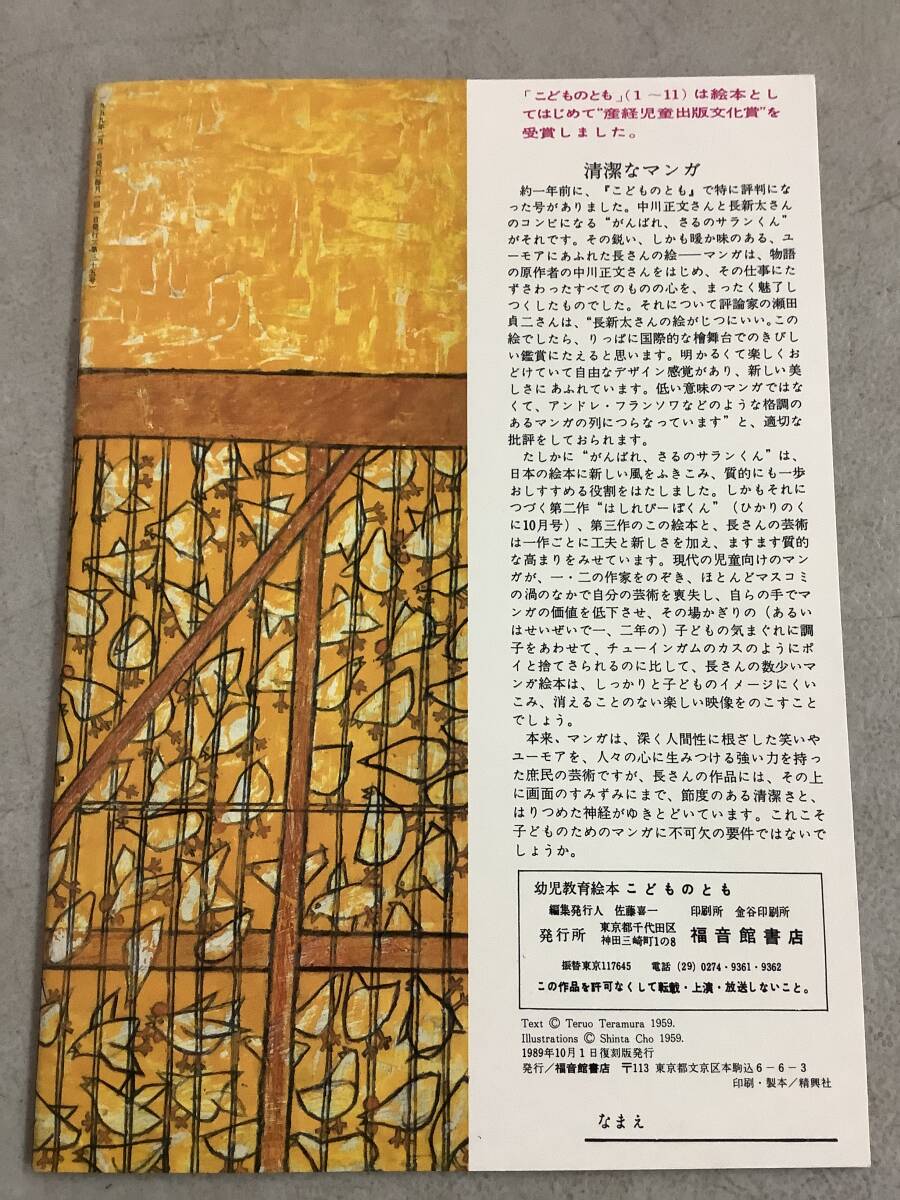 「こどものとも」(1～11)は絵本とし
てはじめて"産経児童出版文化賞"を
受賞しました。
清潔なマンガ
約一年前に、『こどものとも』で特に評判にな
った号がありました。中川正文さんと長新太さん
のコンビになる“がんばれ、さるのサランくん”
がそれです。その鋭い、しかも暖か味のある、ユ
ーモアにあふれた長さんの絵――マンガは、物語
の原作者の中川正文さんをはじめ、その仕事にた
ずさわったすべてのものの心を、まったく魅了し
つくしたものでした。それについて評論家の瀬田
貞二さんは、“長新太さんの絵がじつにいい。この
絵でしたら、りっぱに国際的な檜舞台でのきびし
い鑑賞にたえると思います。明かるくて楽しくお
どけていて自由なデザイン感覚があり、新しい美
しさにあふれています。低い意味のマンガではな
くて、アンドレ・フランソワなどのような格調の
あるマンガの列につらなっています”と、適切な
批評をしておられます。
たしかに“がんばれ、さるのサランくん”は、
日本の絵本に新しい風をふきこみ、質的にも一歩
おしすすめる役割をはたしました。しかもそれに
つづく第二作“はしれぴーぽくん”（ひかりのく
に10月号）、第三作のこの絵本と、長さんの芸術
は一作ごとに工夫と新しさを加え、ますます質的
な高まりをみせています。現代の児童向けのマン
ガが、一・二の作家をのぞき、ほとんどマスコミ
の渦のなかで自分の芸術を喪失し、自らの手でマ
ンガの価値を低下させ、その場かぎりの（あるい
はせいぜいで一、二年の）子どもの気まぐれに調
子をあわせて、チューインガムのカスのようにポ
イと捨てさられるのに比して、長さんの数少いマ
ンガ絵本は、しっかりと子どものイメージにくい
こみ、消えることのない楽しい映像をのこすこと
でしょう。
本来、マンガは、深く人間性に根ざした笑いや
ユーモアを、人々の心に生みつける強い力を持っ
た庶民の芸術ですが、長さんの作品には、その上
に画面のすみずみにまで、節度のある清潔さと、
はりつめた神経がゆきとどいています。これこそ
子どものためのマンガに不可欠の要件ではないで
しょうか。
幼児教育絵本 こどものとも
編集発行人 佐藤喜一 印刷所 金谷印刷所
発行所 東京都千代田区神田三崎町1の8 福音館書店
振替東京117645 電話 (29) 0274・9361・9362
この作品を許可なくして転載・上演・放送しないこと。
Text © Teruo Teramura 1959.
Illustrations © Shinta Cho 1959.
1989年10月1日復刻版発行
発行／福音館書店 〒113 東京都文京区本駒込6－6－3
印刷・製本／精興社
なまえ